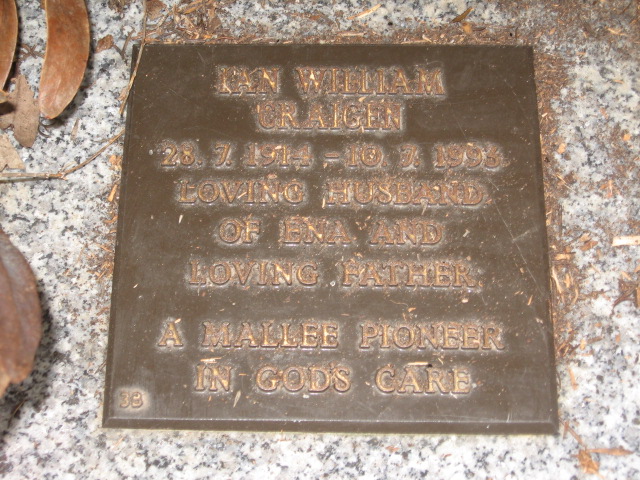 IAN WILLIAM
CRAIGEN
28. 7. 1914 - 10. 7. 1993
LOVING HUSBAND
OF ENA AND
LOVING FATHER
A MALLEE PIONEER
IN GODS CARE
38